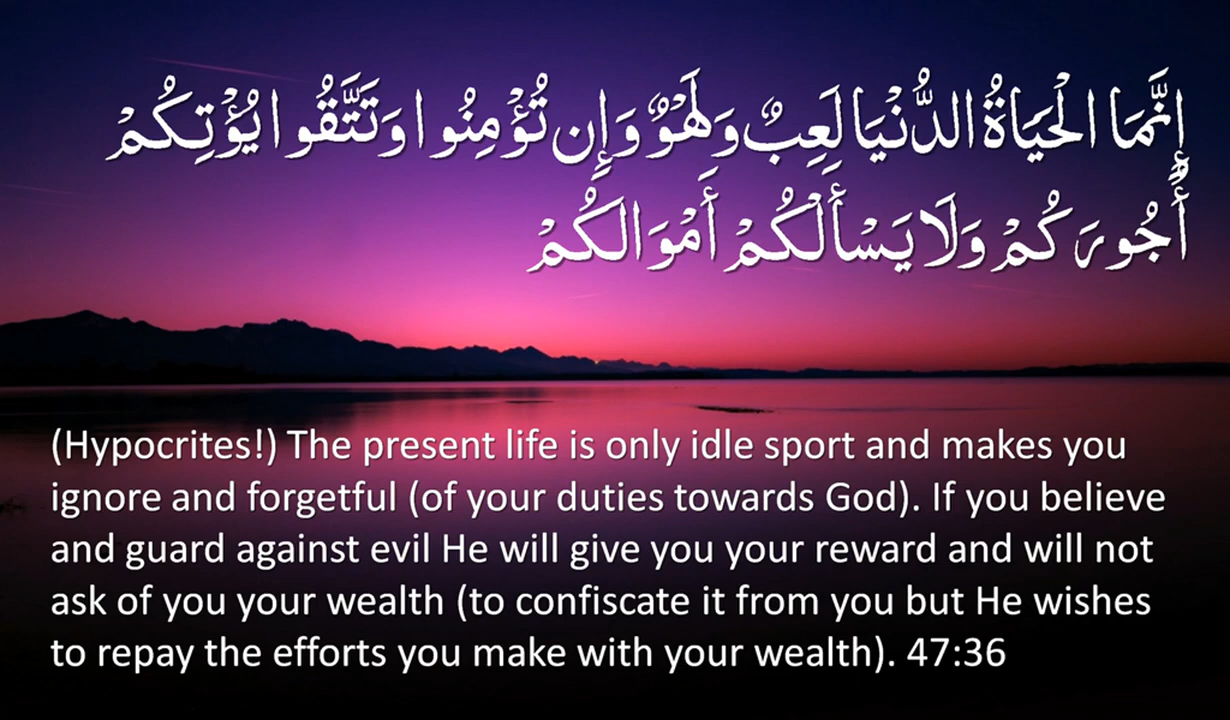 إِنَّمَا الْحَيَاةُ الدُّنْيَا لَعِبٌ وَلَهْوٌ وَإِن تُؤْمِنُوا وَتَتَّقُوا يُؤْتِكُمْ
أُجُورَكُمْ وَلَا يَسْأَلْكُمْ أَمْوَالَكُمْ
(Hypocrites!) The present life is only idle sport and makes you
ignore and forgetful (of your duties towards God). If you believe
and guard against evil He will give you your reward and will not
ask of you your wealth (to confiscate it from you but He wishes
to repay the efforts you make with your wealth). 47:36